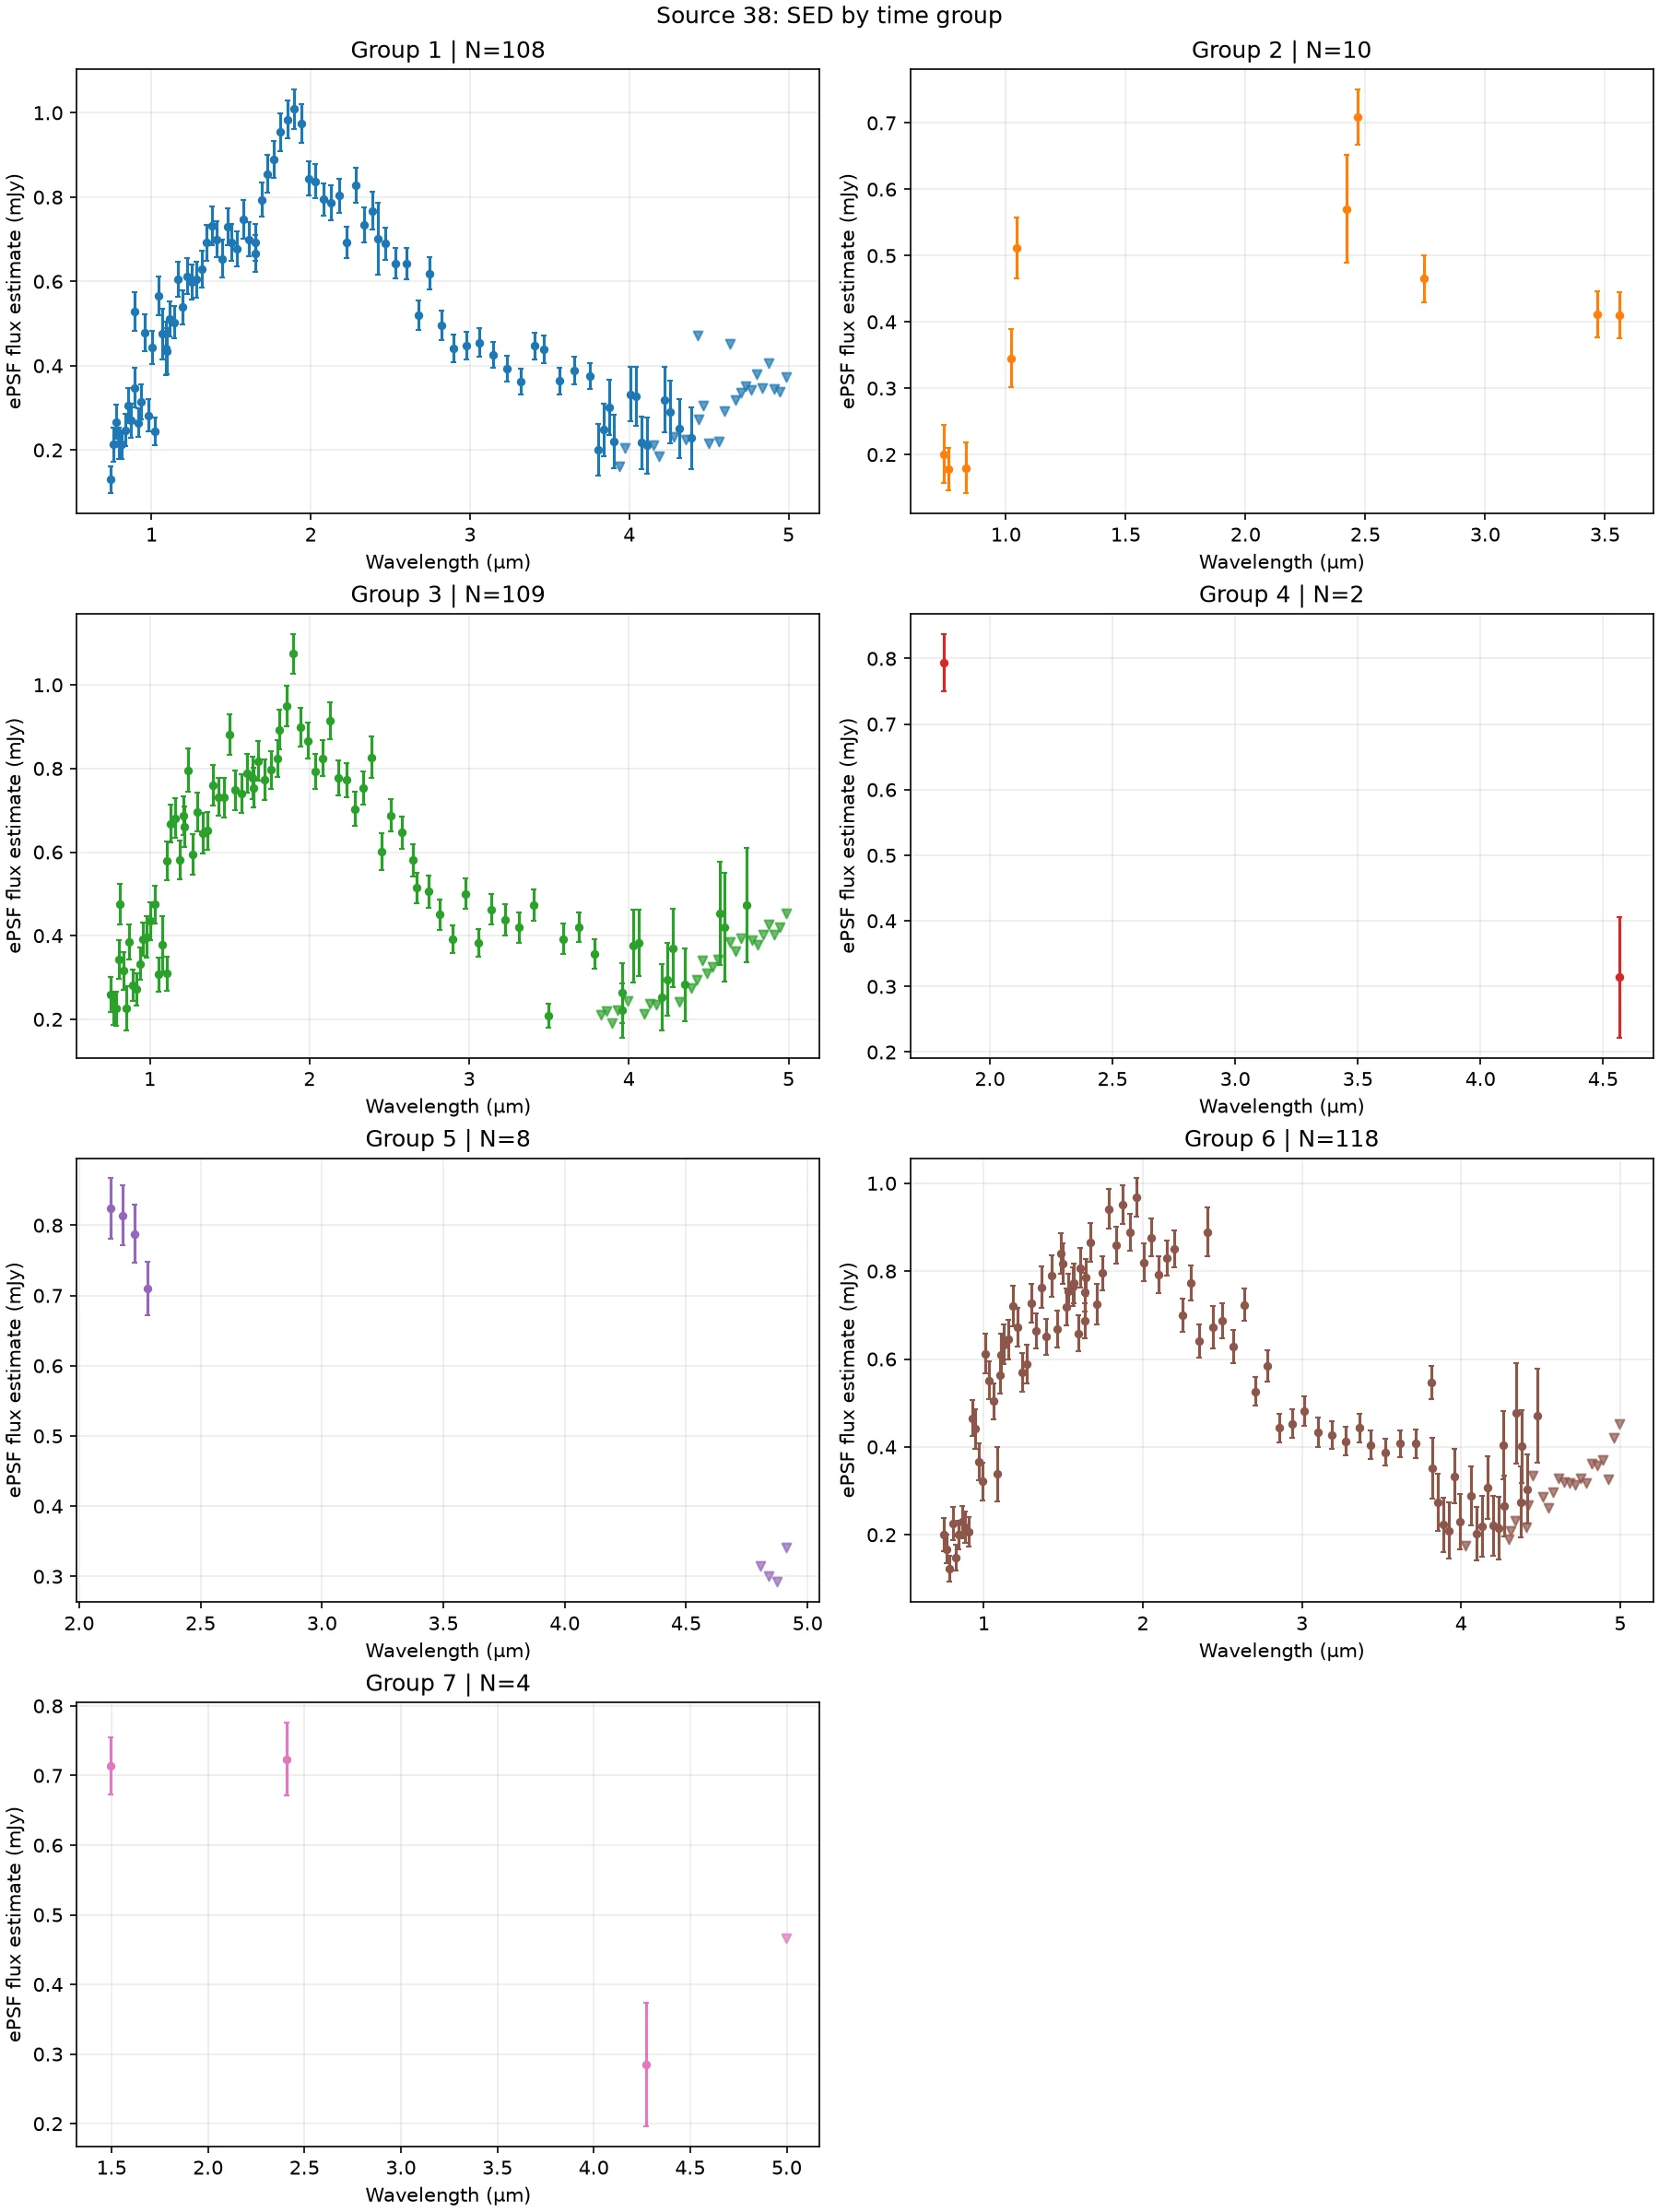 Source 38: SED by time group
Group 1 | N=108
ePSF flux estimate (mJy)
1.0
0.8
0.6
0.4
0.2
1 2 3 4 5
Wavelength (µm)
Group 2 | N=10
ePSF flux estimate (mJy)
0.7
0.6
0.5
0.4
0.3
0.2
1.0 1.5 2.0 2.5 3.0 3.5
Wavelength (µm)
Group 3 | N=109
ePSF flux estimate (mJy)
1.0
0.8
0.6
0.4
0.2
1 2 3 4 5
Wavelength (µm)
Group 4 | N=2
ePSF flux estimate (mJy)
0.8
0.7
0.6
0.5
0.4
0.3
0.2
2.0 2.5 3.0 3.5 4.0 4.5
Wavelength (µm)
Group 5 | N=8
ePSF flux estimate (mJy)
0.8
0.7
0.6
0.5
0.4
0.3
2.0 2.5 3.0 3.5 4.0 4.5 5.0
Wavelength (µm)
Group 6 | N=118
ePSF flux estimate (mJy)
1.0
0.8
0.6
0.4
0.2
1 2 3 4 5
Wavelength (µm)
Group 7 | N=4
ePSF flux estimate (mJy)
0.8
0.7
0.6
0.5
0.4
0.3
0.2
1.5 2.0 2.5 3.0 3.5 4.0 4.5 5.0
Wavelength (µm)